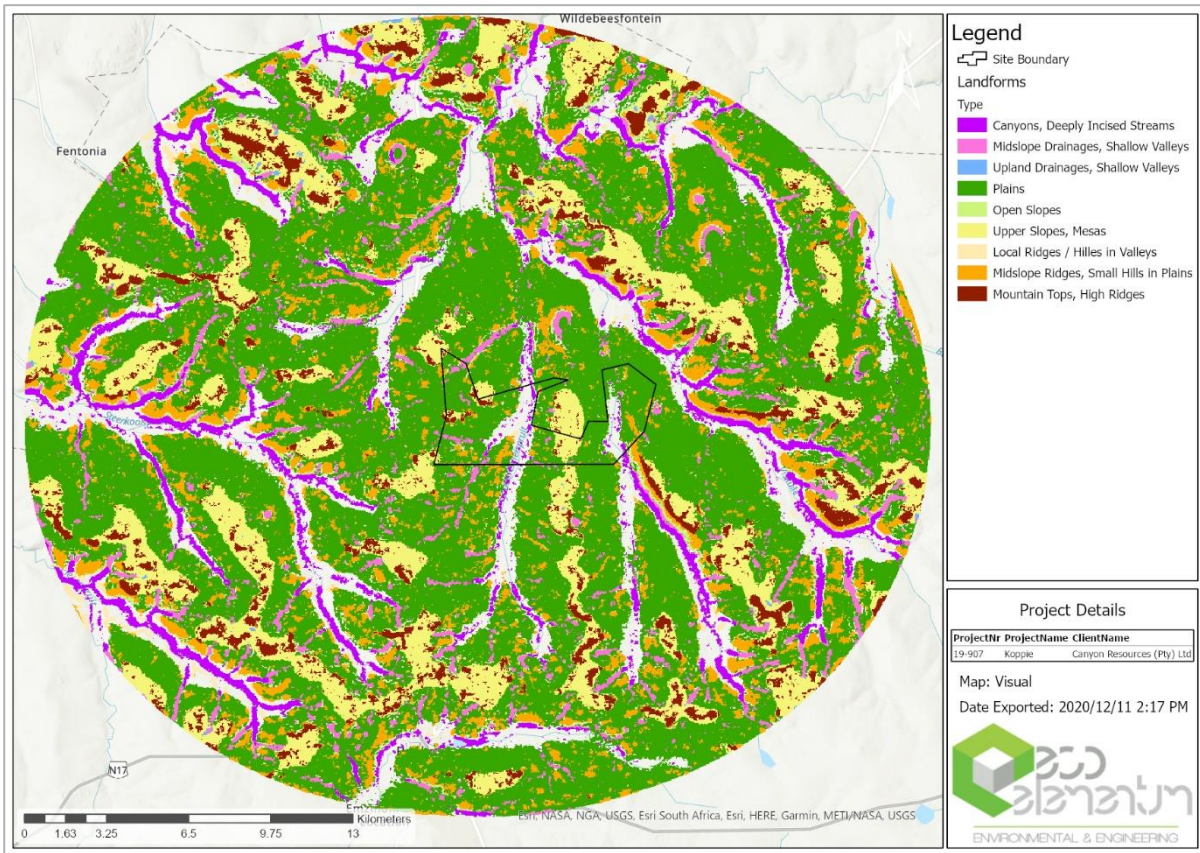 Wildebeesfontein
Fentonia
N
N17
0 1.63 3.25 6.5 9.75 13 Kilometers
Esri, NASA, NGA, USGS, Esri South Africa, Esri, HERE, Garmin, METI/NASA, USGS
Legend
Site Boundary
Landforms
Type
Canyons, Deeply Incised Streams
Midslope Drainages, Shallow Valleys
Upland Drainages, Shallow Valleys
Plains
Open Slopes
Upper Slopes, Mesas
Local Ridges / Hilles in Valleys
Midslope Ridges, Small Hills in Plains
Mountain Tops, High Ridges
Project Details
ProjectNr ProjectName ClientName
19-907 Koppie Canyon Resources (Pty) Ltd
Map: Visual
Date Exported: 2020/12/11 2:17 PM
eco
elementum
ENVIRONMENTAL & ENGINEERING